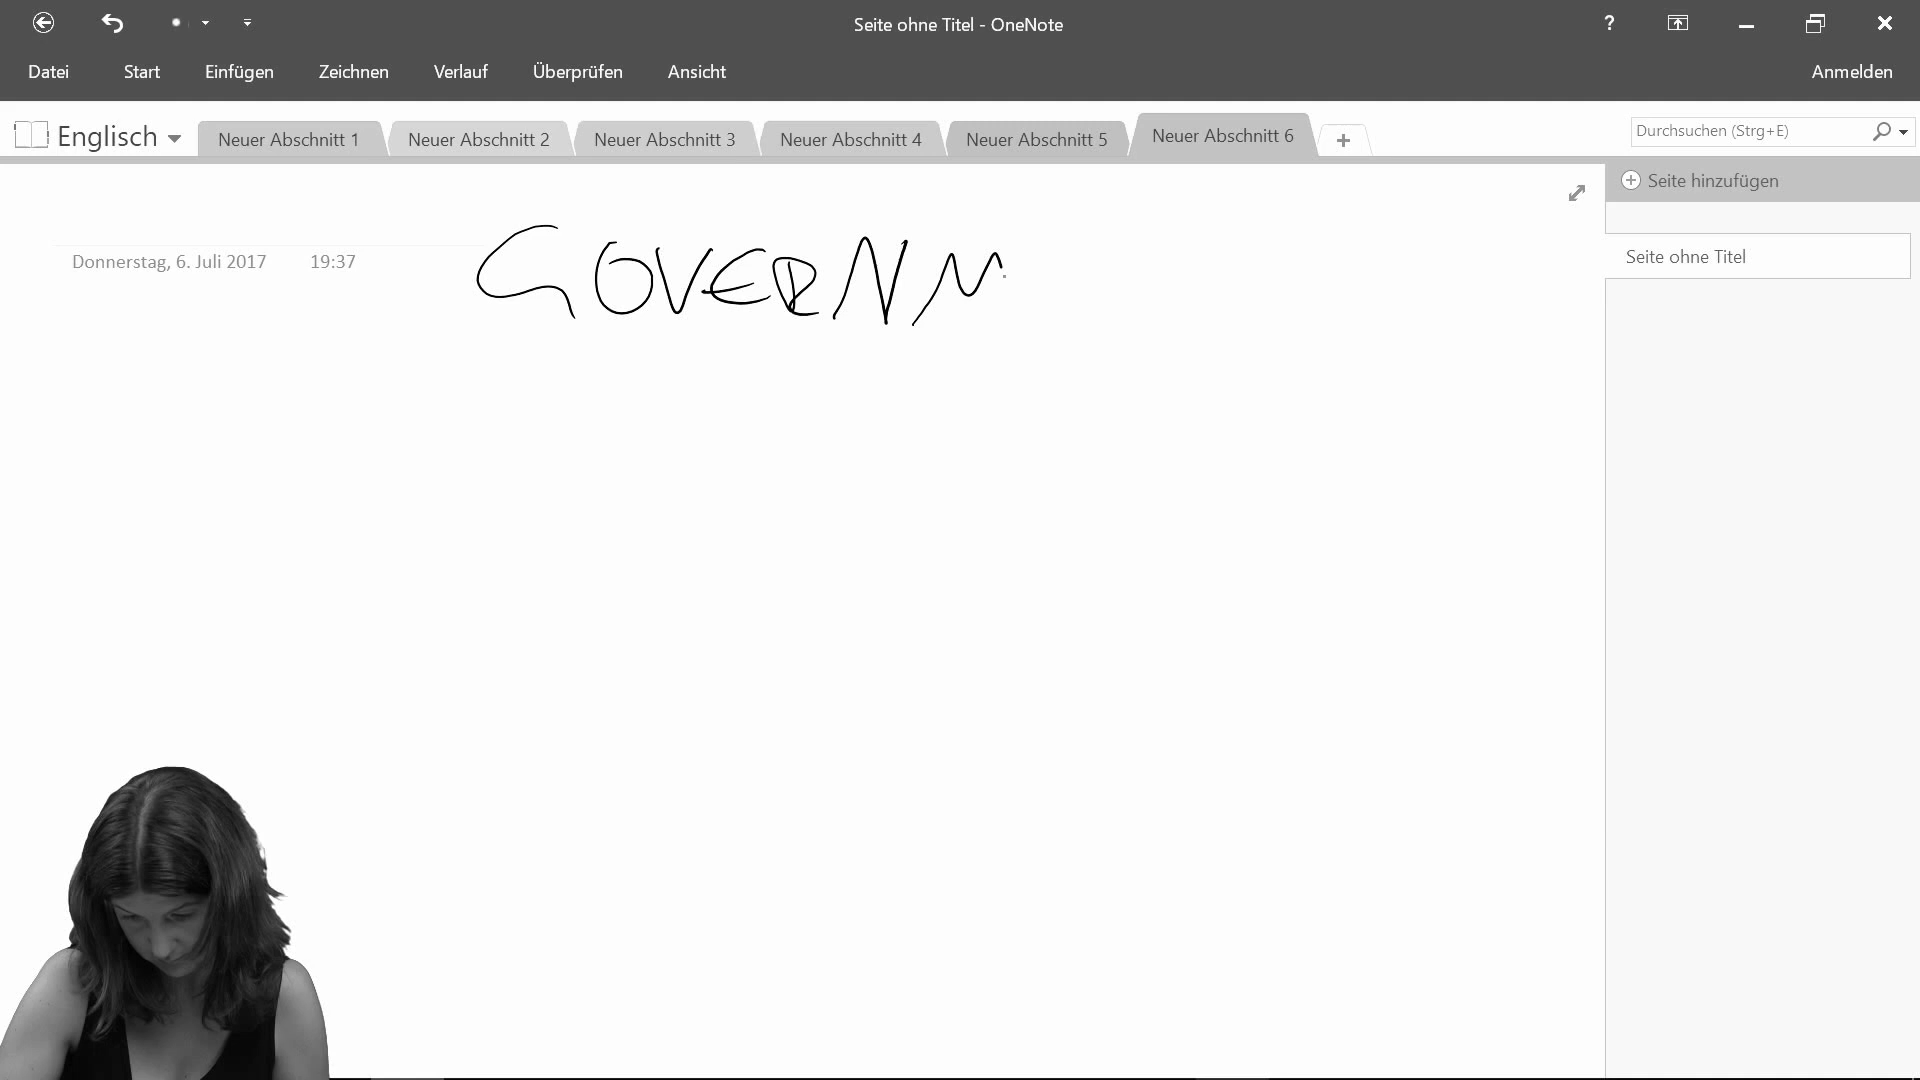 Seite ohne Titel - OneNote
?
Datei Start Einfügen Zeichnen Verlauf Überprüfen Ansicht Anmelden
Englisch Neuer Abschnitt 1 Neuer Abschnitt 2 Neuer Abschnitt 3 Neuer Abschnitt 4 Neuer Abschnitt 5 Neuer Abschnitt 6 + Durchsuchen (Strg+E)
Seite hinzufügen
Seite ohne Titel
Donnerstag, 6. Juli 2017 19:37
GOVERNM